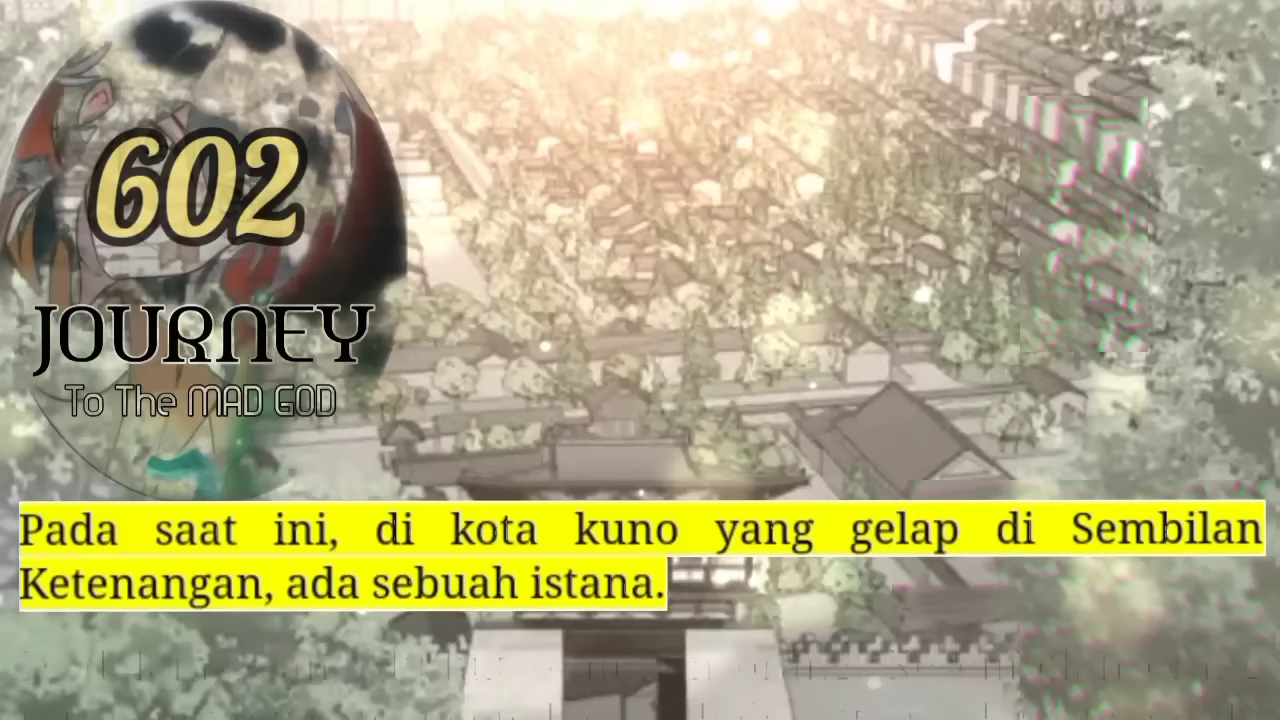 602
JOURNEY
To The MAD GOD
Pada saat ini, di kota kuno yang gelap di Sembilan
Ketenangan, ada sebuah istana.